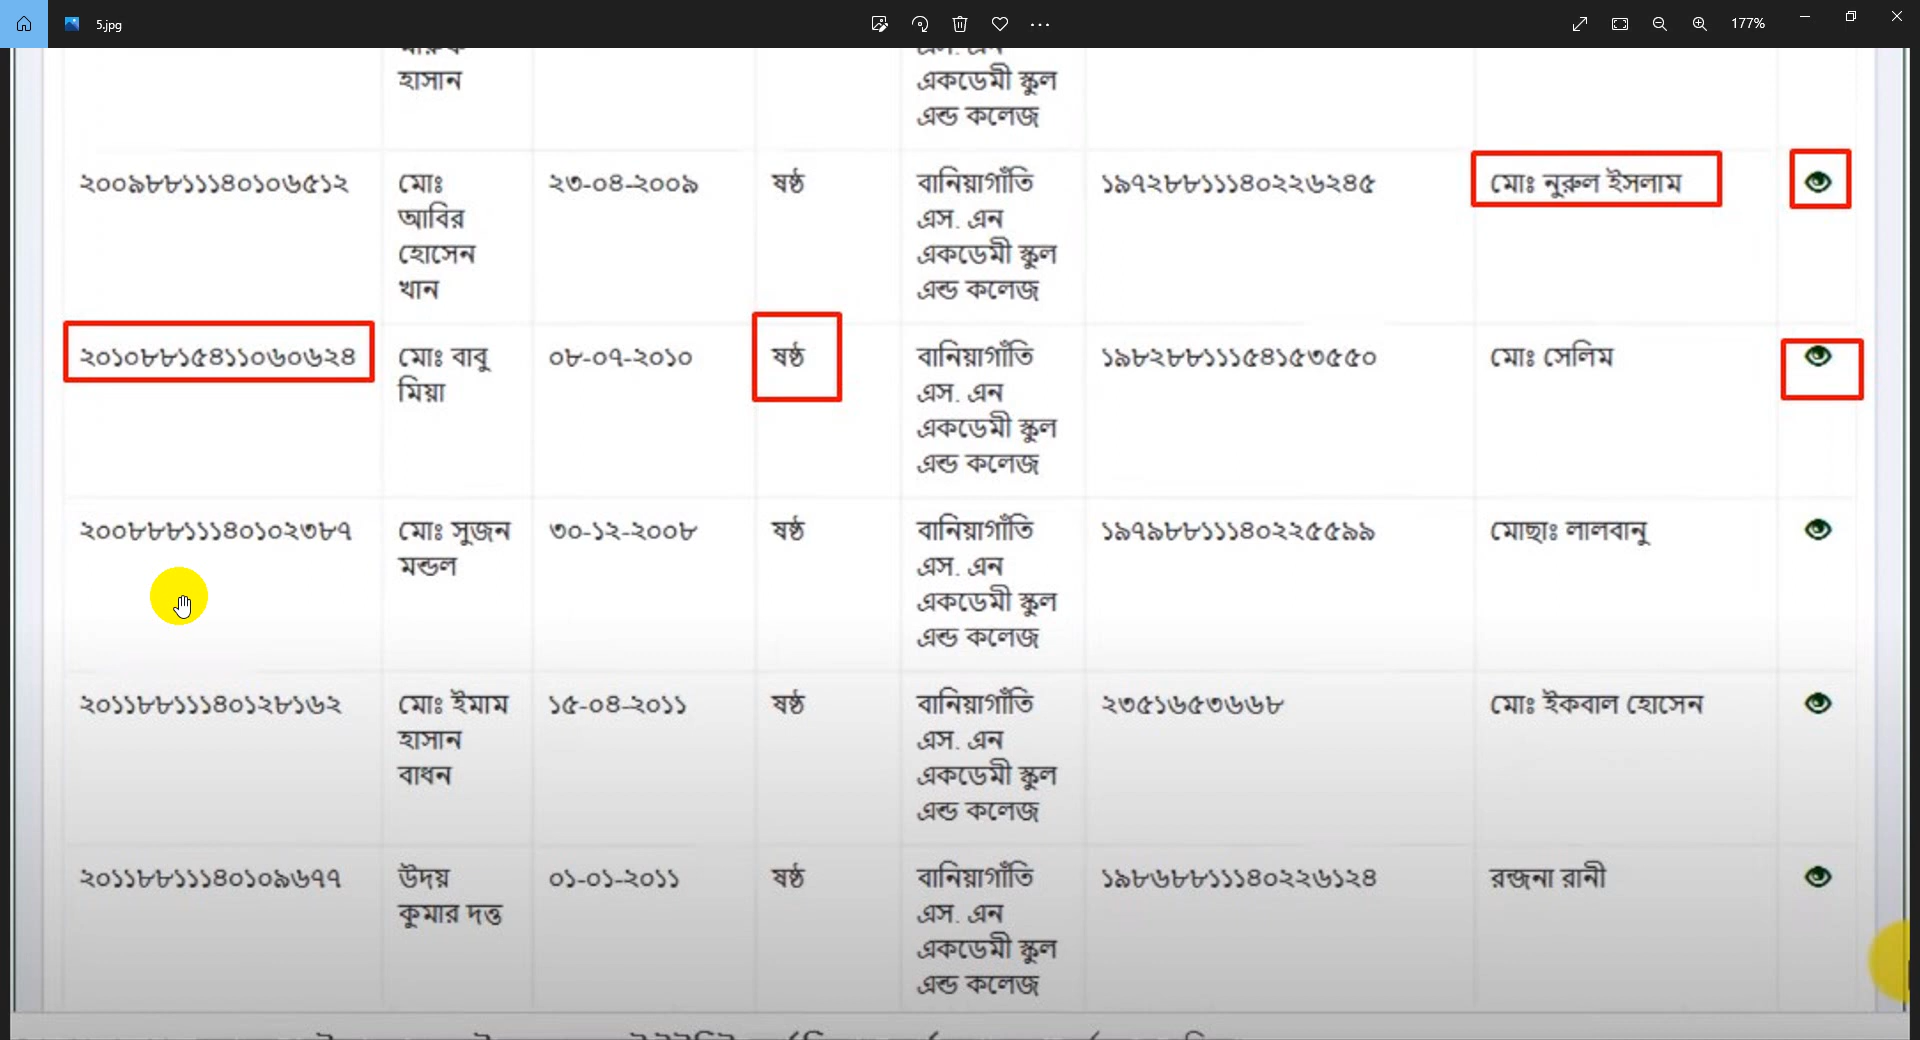 5.jpg
177%
হাসান
একডেমী স্কুল
এন্ড কলেজ
২০০৯৮৮১১১৪০১০৬৫১২
মোঃ
আবির
হোসেন
খান
২৩-০৪-২০০৯
ষষ্ঠ
বানিয়াগাঁতি
এস. এন
একডেমী স্কুল
এন্ড কলেজ
১৯৭২৮৮১১১৪০২২৬২৪৫
মোঃ নুরুল ইসলাম
২০১০৮৮১৫৪১১০৬০৬২৪
মোঃ বাবু
মিয়া
০৮-০৭-২০১০
ষষ্ঠ
বানিয়াগাঁতি
এস. এন
একডেমী স্কুল
এন্ড কলেজ
১৯৮২৮৮১১১৫৪১৫৩৫৫০
মোঃ সেলিম
২০০৮৮৮১১১৪০১০২৩৮৭
মোঃ সুজন
মন্ডল
৩০-১২-২০০৮
ষষ্ঠ
বানিয়াগাঁতি
এস. এন
একডেমী স্কুল
এন্ড কলেজ
১৯৭৯৮৮১১১৪০২২৫৫৯৯
মোছাঃ লালবানু
২০১১৮৮১১১৪০১২৮১৬২
মোঃ ইমাম
হাসান
বাধন
১৫-০৪-২০১১
ষষ্ঠ
বানিয়াগাঁতি
এস. এন
একডেমী স্কুল
এন্ড কলেজ
২৩৫১৬৫৩৬৬৮
মোঃ ইকবাল হোসেন
২০১১৮৮১১১৪০১০৯৬৭৭
উদয়
কুমার দত্ত
০১-০১-২০১১
ষষ্ঠ
বানিয়াগাঁতি
এস. এন
একডেমী স্কুল
এন্ড কলেজ
১৯৮৬৮৮১১১৪০২২৬১২৪
রন্জনা রানী